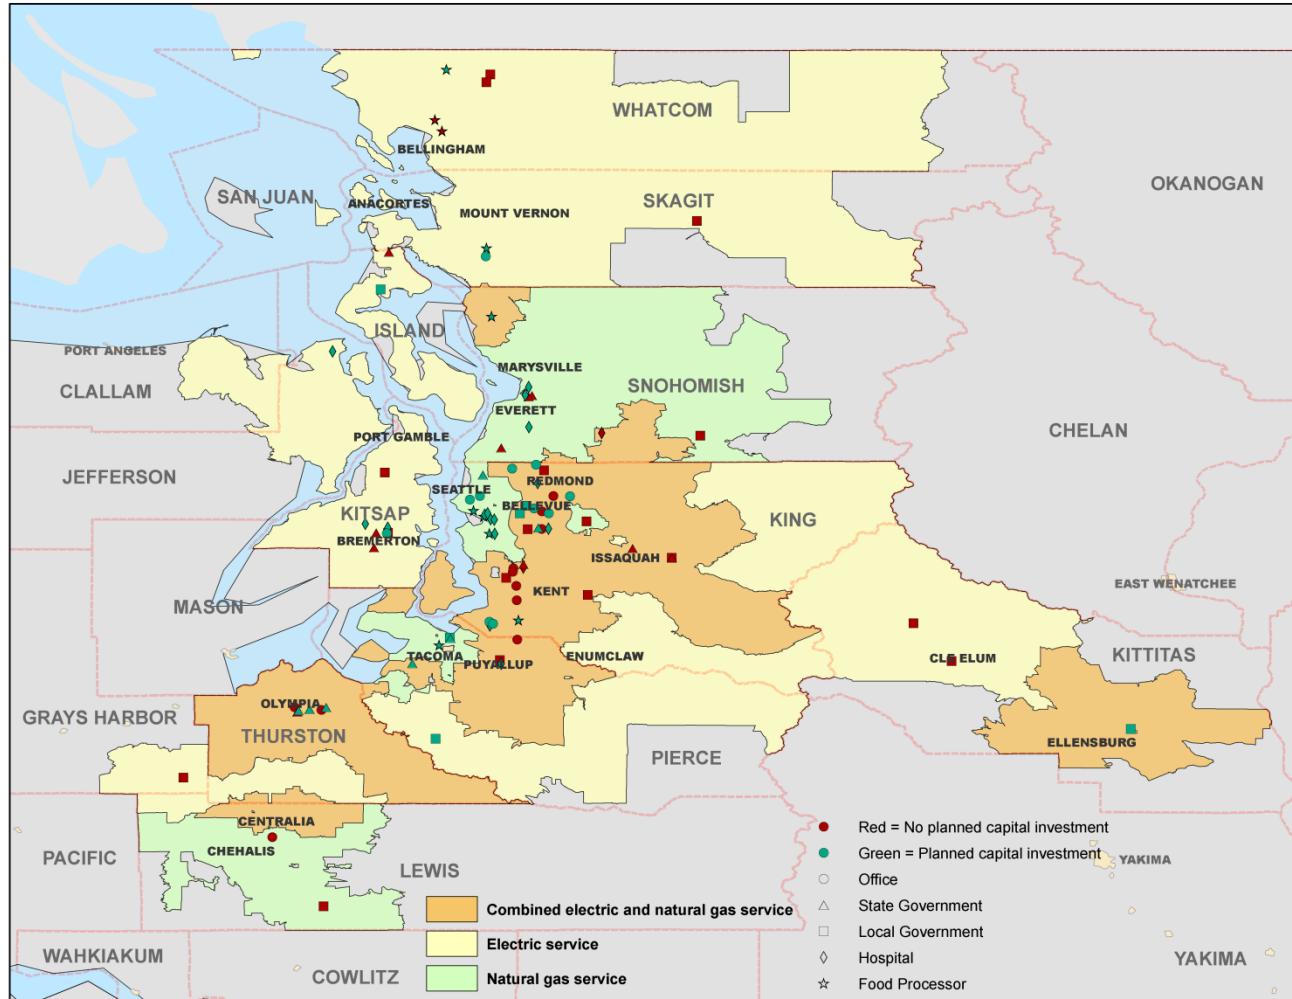 WHATCOM
BELLINGHAM
SAN JUAN
OKANOGAN
ANACORTES
SKAGIT
MOUNT VERNON
ISLAND
PORT ANGELES
MARYSVILLE
CLALLAM
SNOHOMISH
EVERETT
CHELAN
PORT GAMBLE
JEFFERSON
REDMOND
SEATTLE
BELLEVUE
KITSAP
KING
BREMERTON
ISSAQUAH
EAST WENATCHEE
KENT
MASON
TACOMA
ENUMCLAW
CLE ELUM
KITTITAS
PUYALLUP
OLYMPIA
GRAYS HARBOR
THURSTON
ELLENSBURG
PIERCE
CENTRALIA
CHEHALIS
PACIFIC
LEWIS
YAKIMA
WAHKIAKUM
COWLITZ
YAKIMA
Combined electric and natural gas service
Electric service
Natural gas service
Red = No planned capital investment
Green = Planned capital investment
Office
State Government
Local Government
Hospital
Food Processor